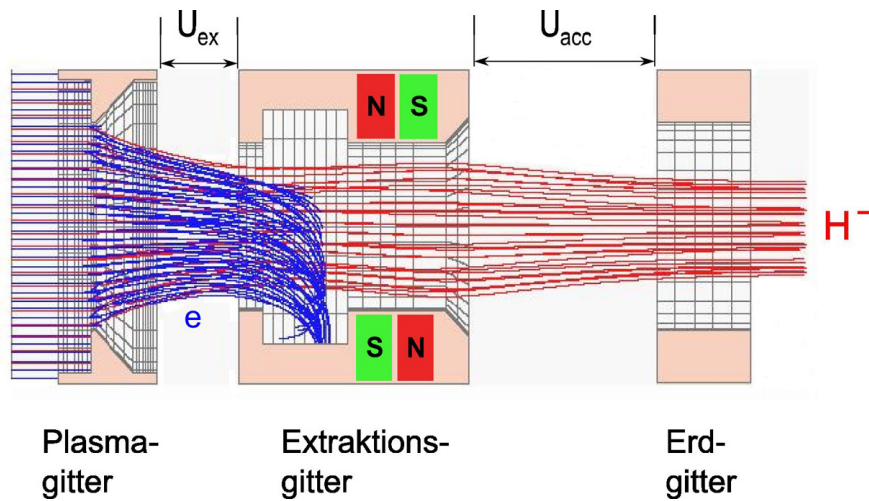 U_ex
U_acc
N S
e
H⁻
S N
Plasma-
gitter
Extraktions-
gitter
Erd-
gitter